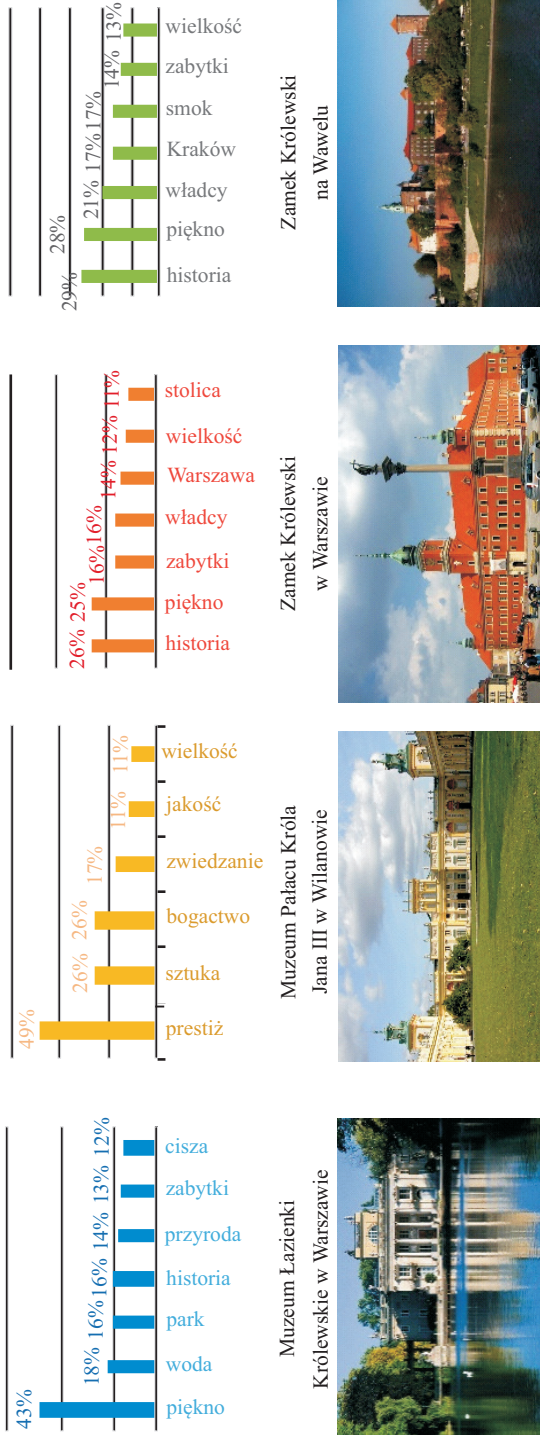 13%
wielkość
14%
zabytki
17%
smok
17%
Kraków
21%
władcy
28%
piękno
29%
historia
Zamek Królewski
na Wawelu
11%
stolica
12%
wielkość
14%
Warszawa
16%
władcy
16%
zabytki
25%
piękno
26%
historia
Zamek Królewski
w Warszawie
11%
wielkość
11%
jakość
17%
zwiedzanie
26%
bogactwo
26%
sztuka
49%
prestiż
Muzeum Pałacu Króla
Jana III w Wilanowie
12%
cisza
13%
zabytki
14%
przyroda
16%
historia
16%
park
18%
woda
43%
piękno
Muzeum Łazienki
Królewskie w Warszawie